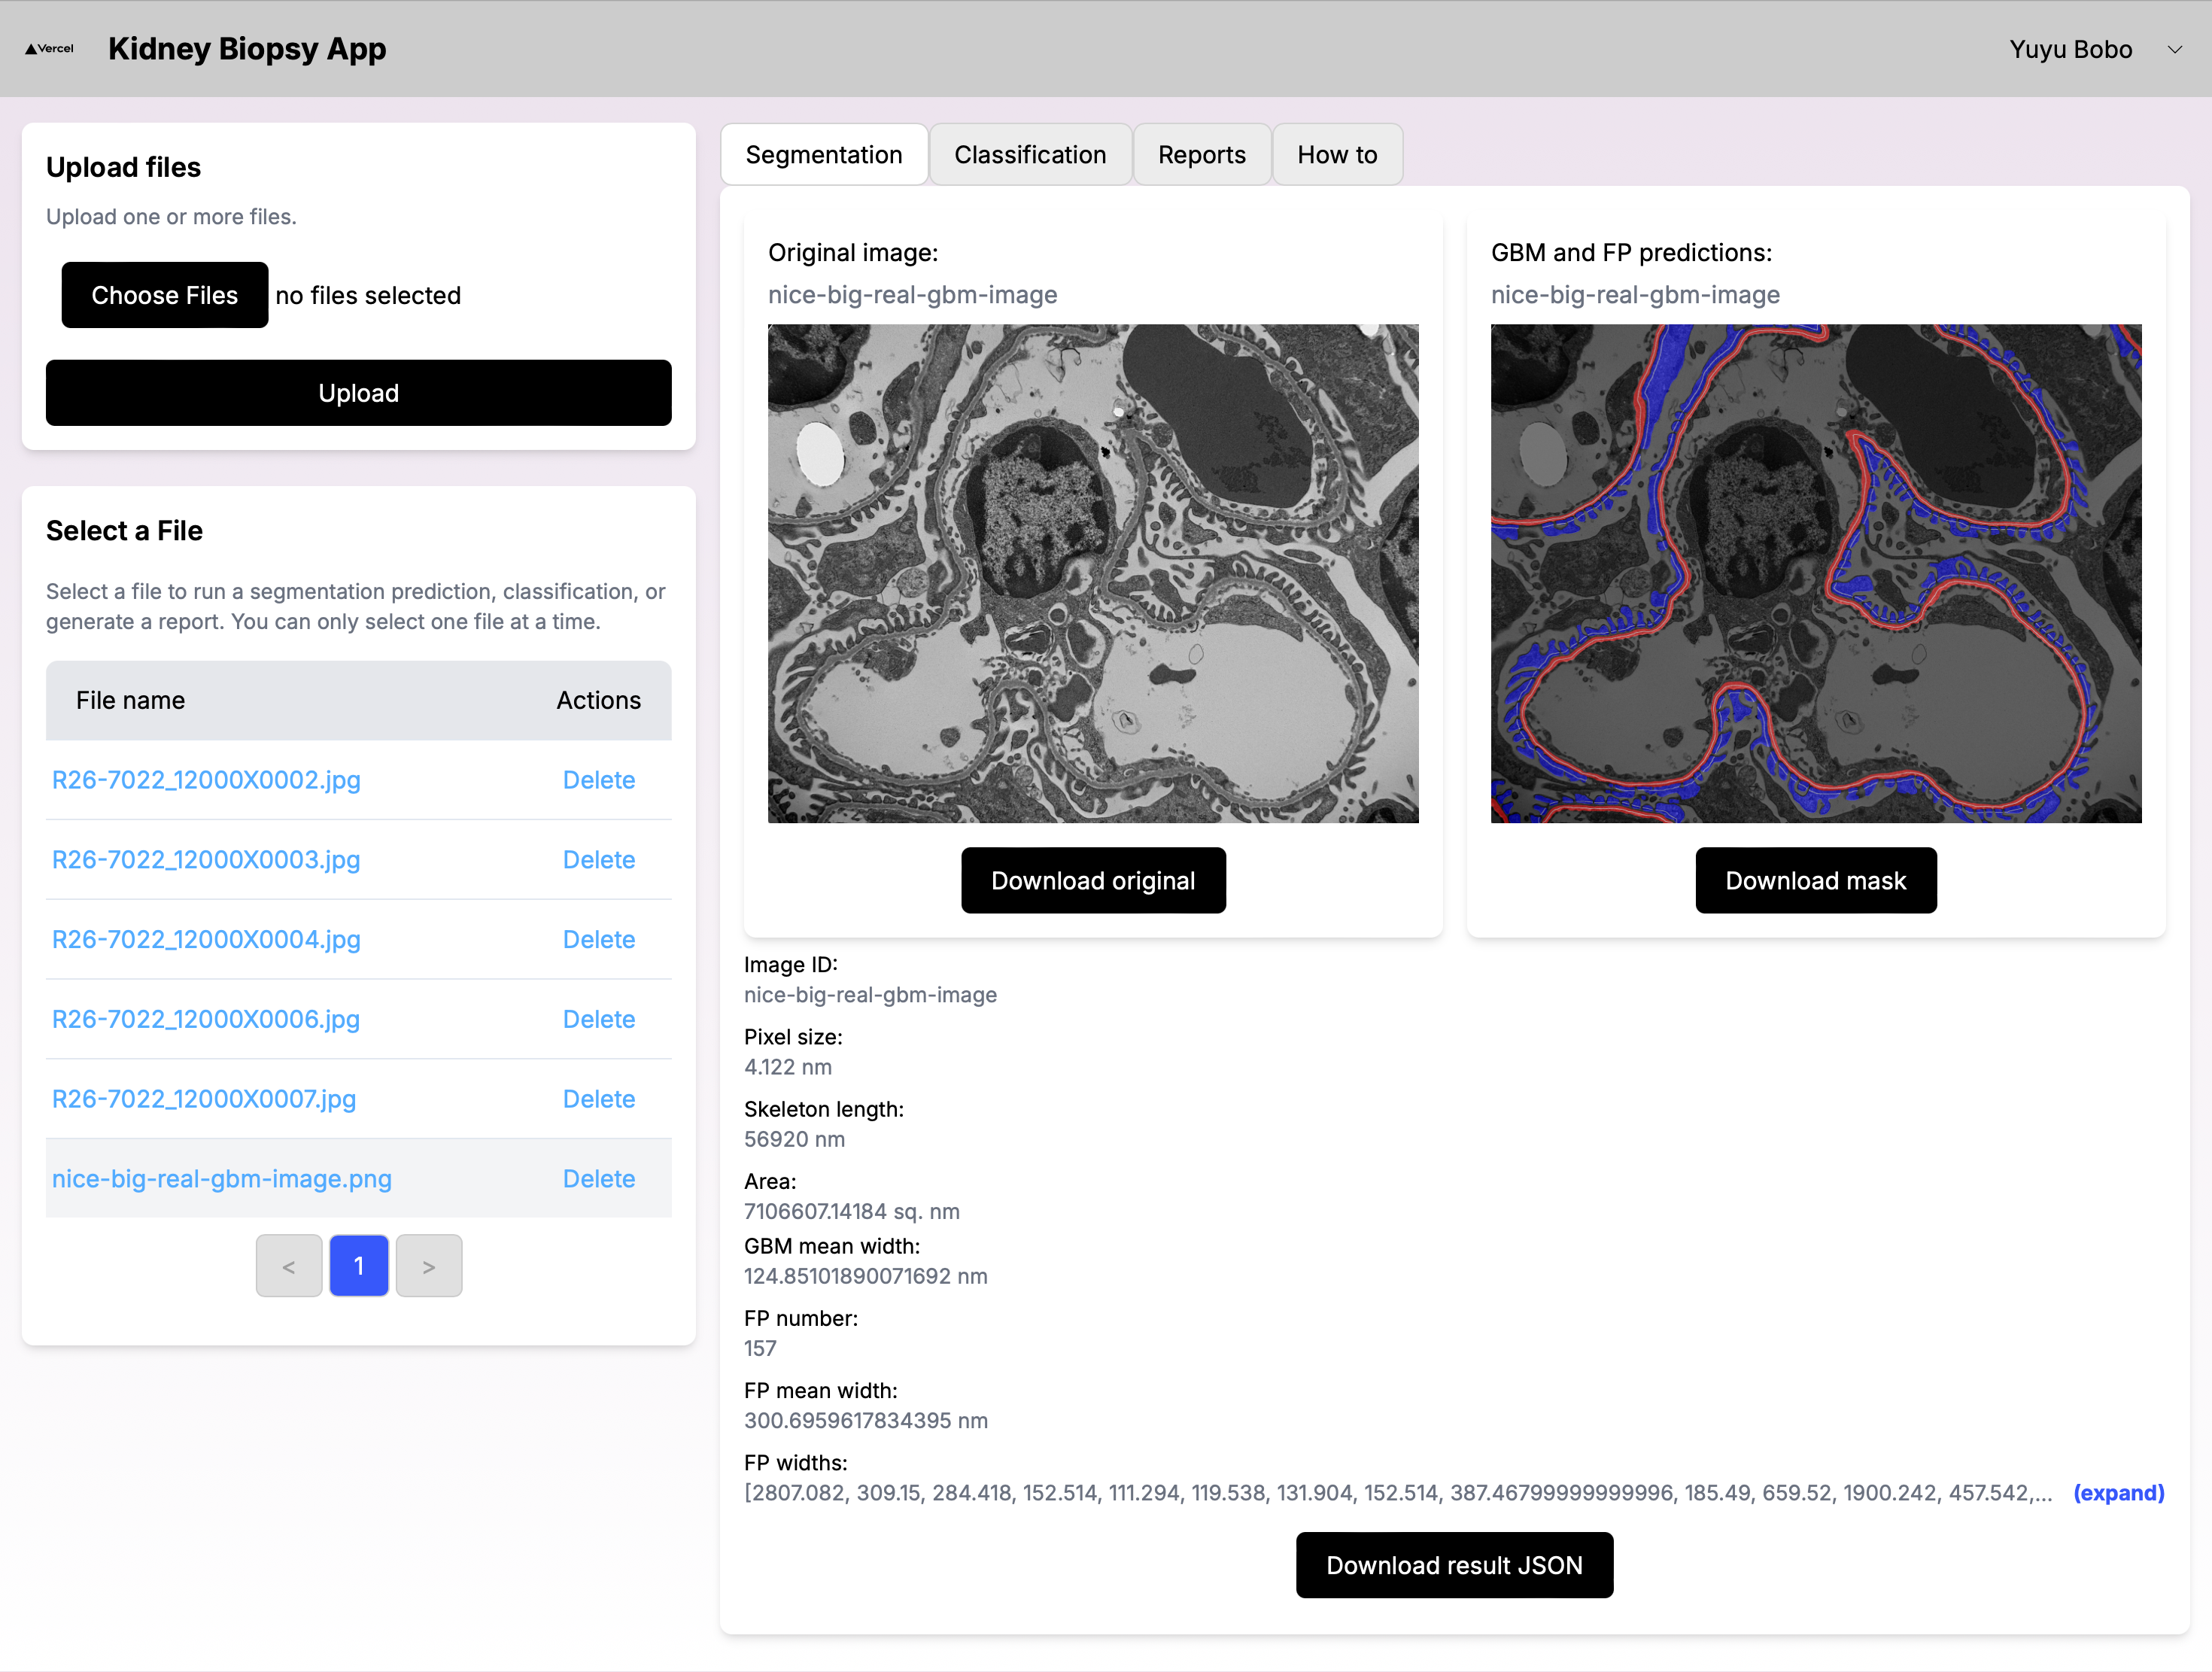 Vercel
Kidney Biopsy App
Yuyu Bobo
Upload files
Upload one or more files.
Choose Files no files selected
Upload
Select a File
Select a file to run a segmentation prediction, classification, or
generate a report. You can only select one file at a time.
File name Actions
R26-7022_12000X0002.jpg Delete
R26-7022_12000X0003.jpg Delete
R26-7022_12000X0004.jpg Delete
R26-7022_12000X0006.jpg Delete
R26-7022_12000X0007.jpg Delete
nice-big-real-gbm-image.png Delete
< 1 >
Segmentation Classification Reports How to
Original image:
nice-big-real-gbm-image
Download original
GBM and FP predictions:
nice-big-real-gbm-image
Download mask
Image ID:
nice-big-real-gbm-image
Pixel size:
4.122 nm
Skeleton length:
56920 nm
Area:
7106607.14184 sq. nm
GBM mean width:
124.85101890071692 nm
FP number:
157
FP mean width:
300.6959617834395 nm
FP widths:
[2807.082, 309.15, 284.418, 152.514, 111.294, 119.538, 131.904, 152.514, 387.46799999999996, 185.49, 659.52, 1900.242, 457.542,... (expand)
Download result JSON